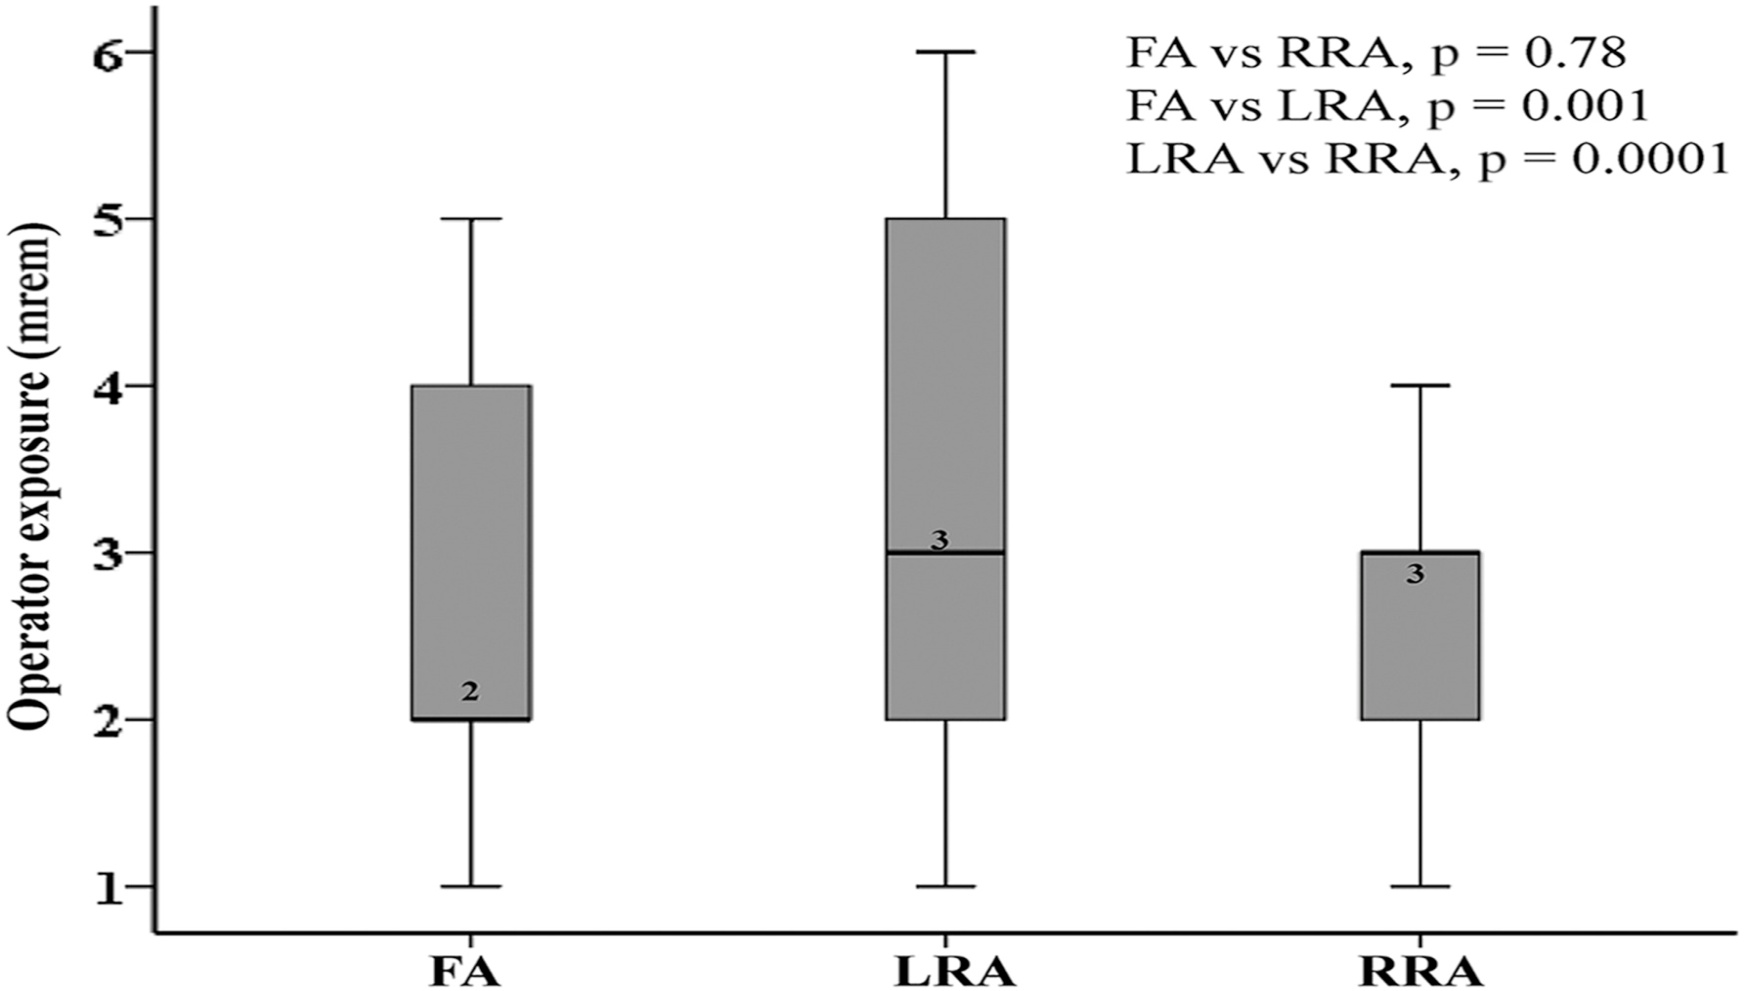 FA vs RRA, p = 0.78
FA vs LRA, p = 0.001
LRA vs RRA, p = 0.0001
Operator exposure (mrem)
6
5
4
3
2
1
2
3
3
FA
LRA
RRA